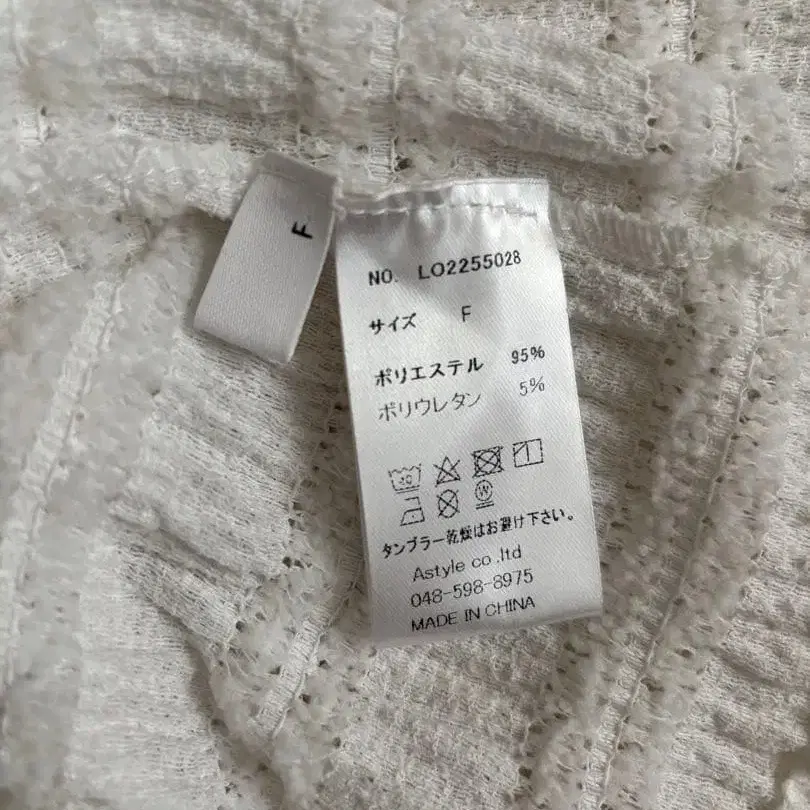 F
NO. LO2255028
サイズ F
ポリエステル 95%
ポリウレタン 5%
40
W
タンブラー乾燥はお避け下さい。
Astyle co.,ltd
048-598-8975
MADE IN CHINA